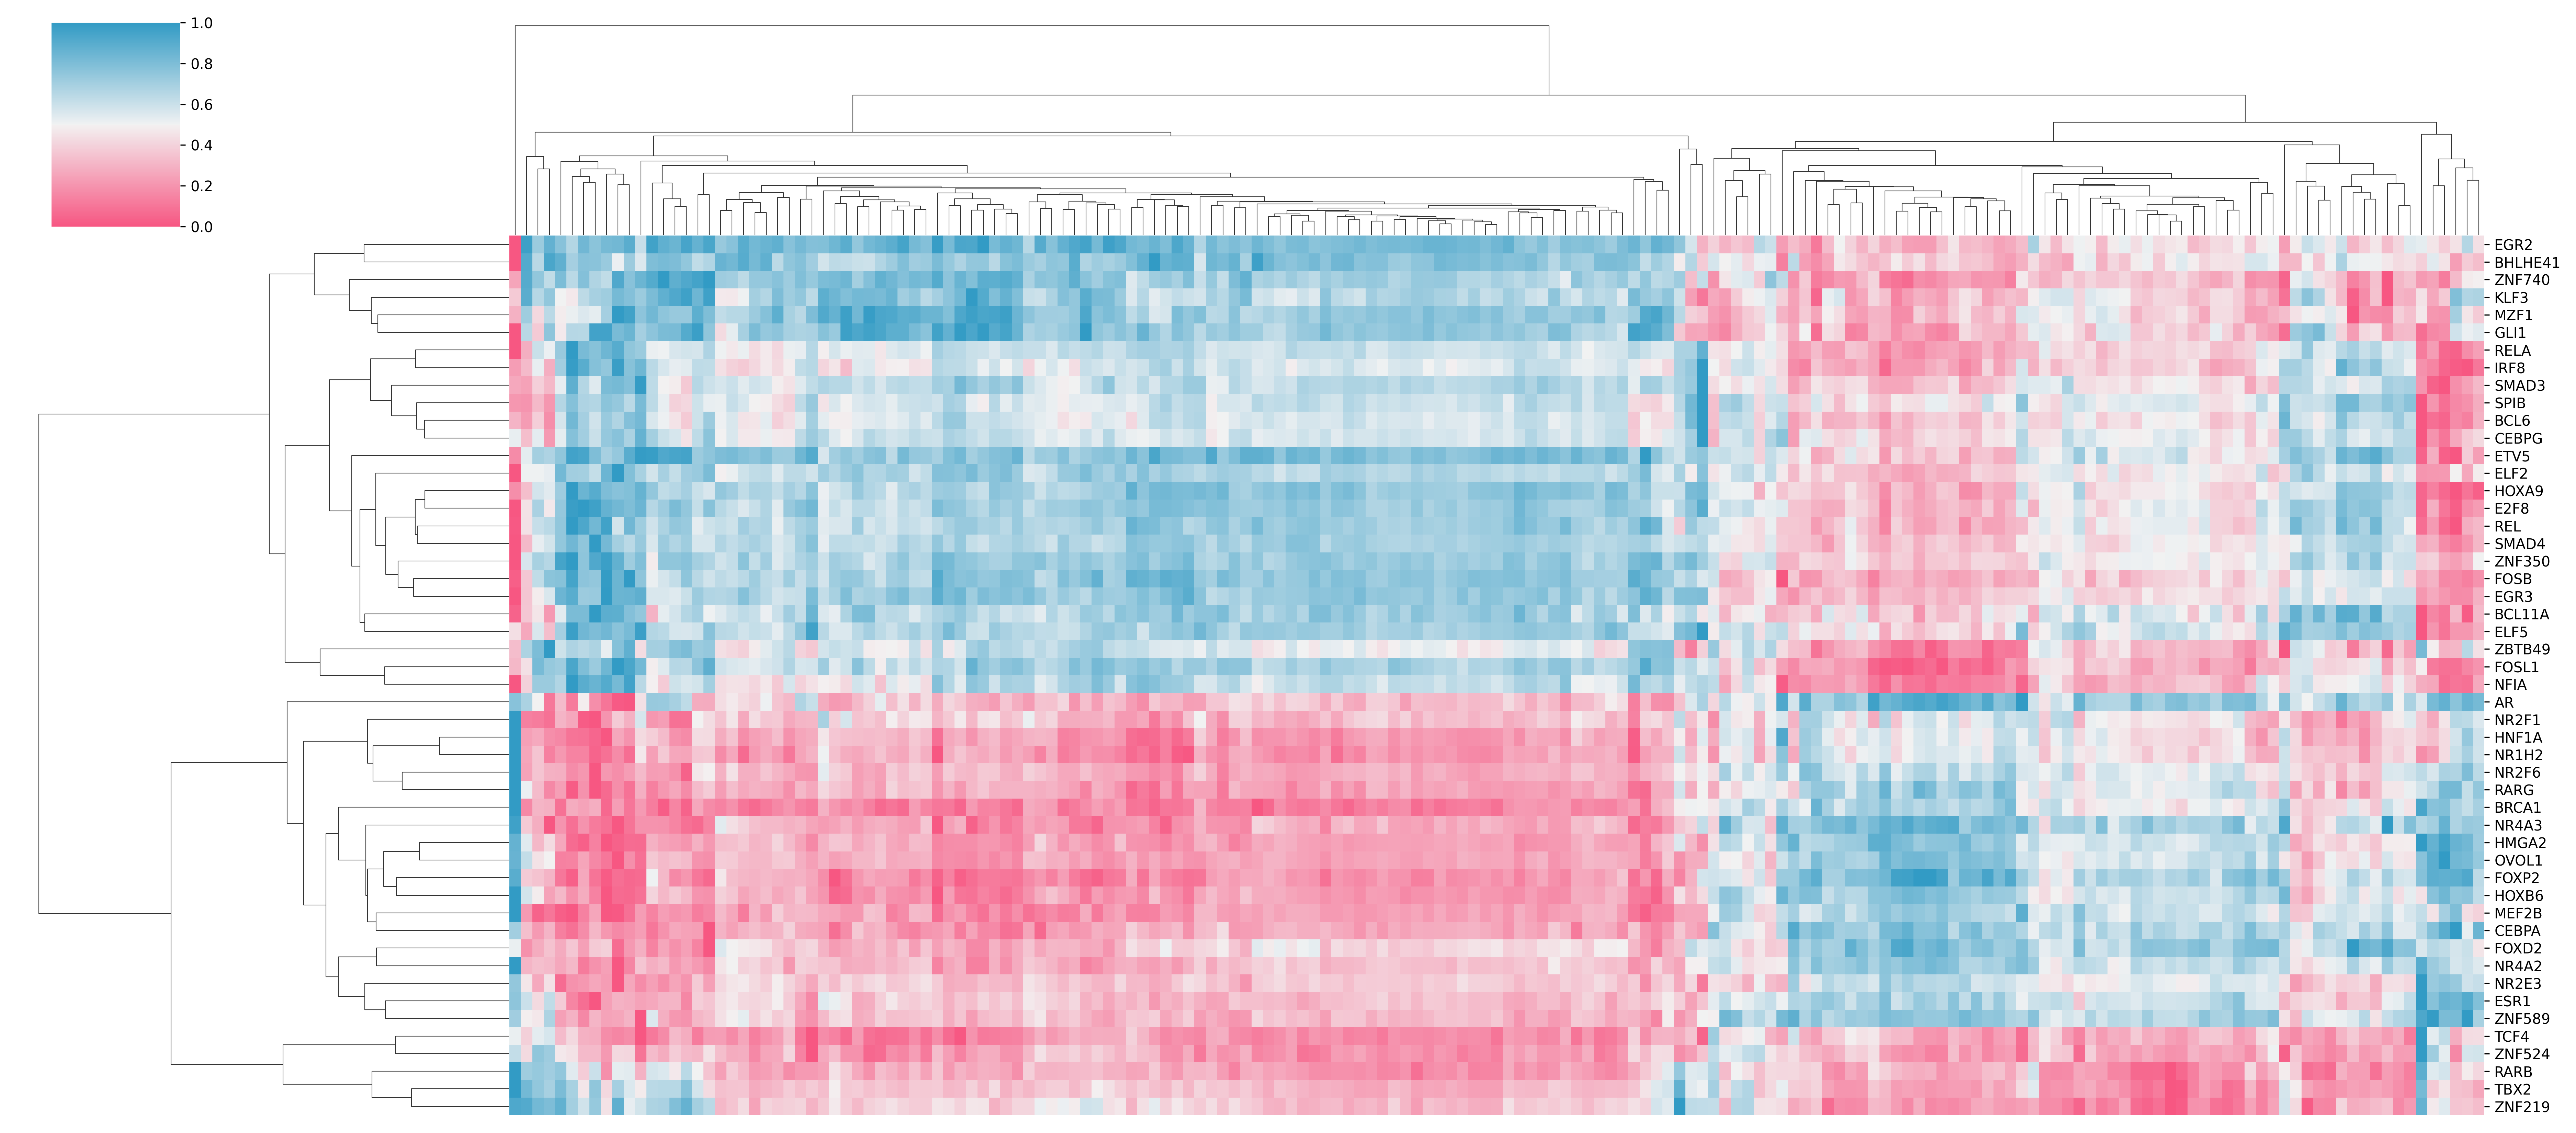 1.0
0.8
0.6
0.4
0.2
0.0
EGR2
BHLHE41
ZNF740
KLF3
MZF1
GLI1
RELA
IRF8
SMAD3
SPIB
BCL6
CEBPG
ETV5
ELF2
HOXA9
E2F8
REL
SMAD4
ZNF350
FOSB
EGR3
BCL11A
ELF5
ZBTB49
FOSL1
NFIA
AR
NR2F1
HNF1A
NR1H2
NR2F6
RARG
BRCA1
NR4A3
HMGA2
OVOL1
FOXP2
HOXB6
MEF2B
CEBPA
FOXD2
NR4A2
NR2E3
ESR1
ZNF589
TCF4
ZNF524
RARB
TBX2
ZNF219